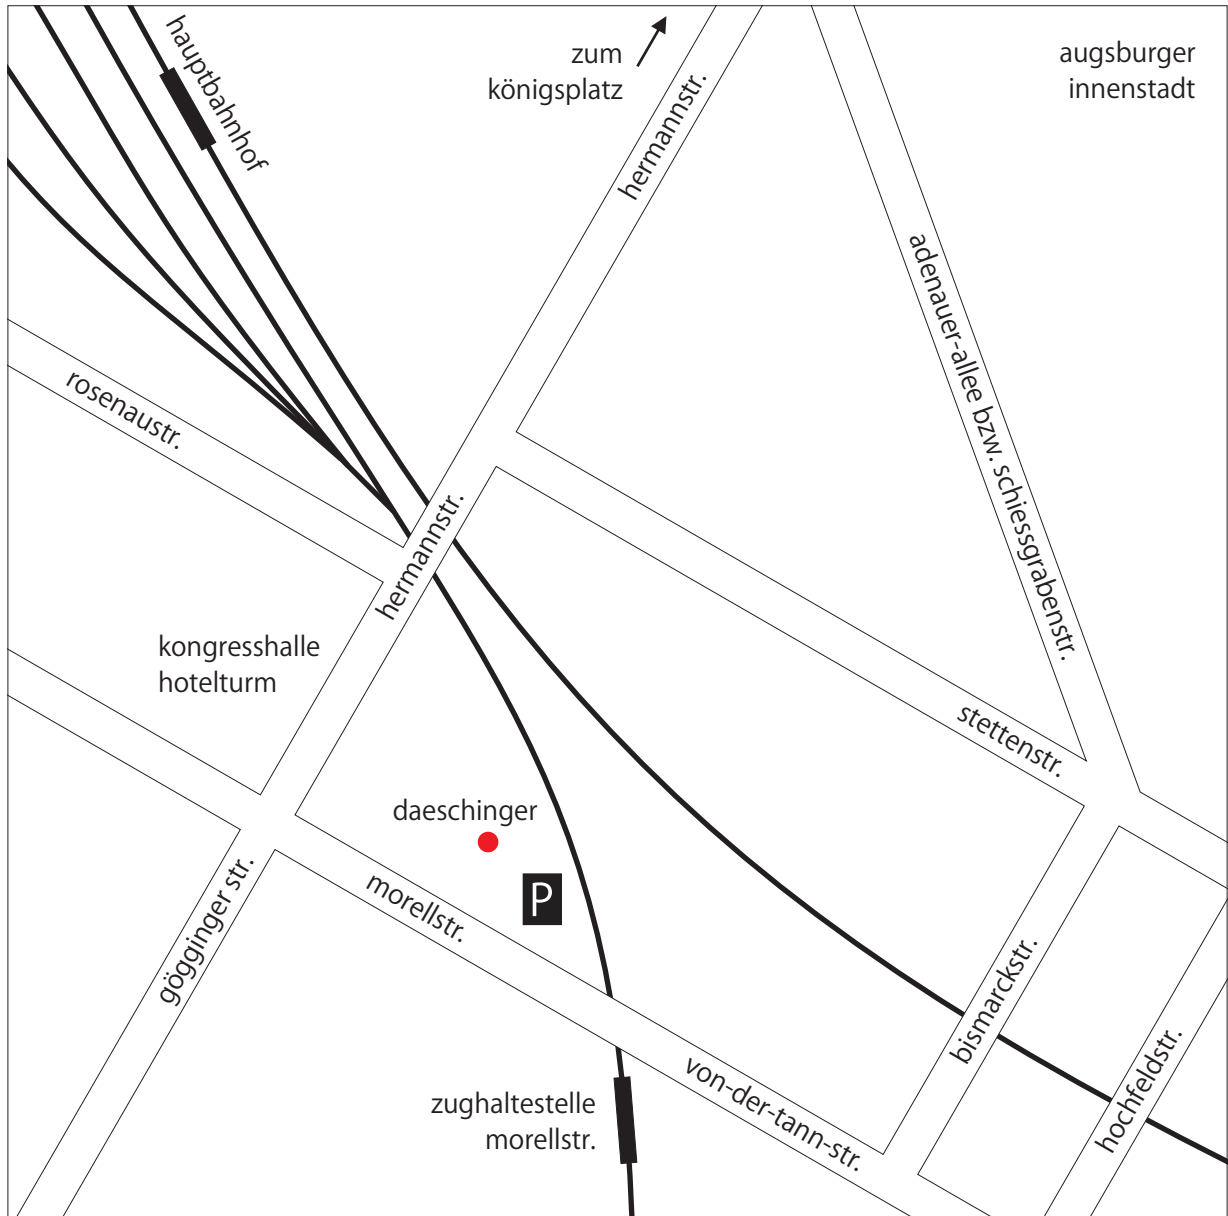 hauptbahnhof
zum
königsplatz
hermannstr.
augsburger
innenstadt
adenauer-allee bzw. schiessgrabenstr.
rosenaustr.
hermannstr.
kongresshalle
hotelturm
stettenstr.
daeschinger
P
morellstr.
gögginger str.
bismarckstr.
hochfeldstr.
von-der-tann-str.
zughaltestelle
morellstr.